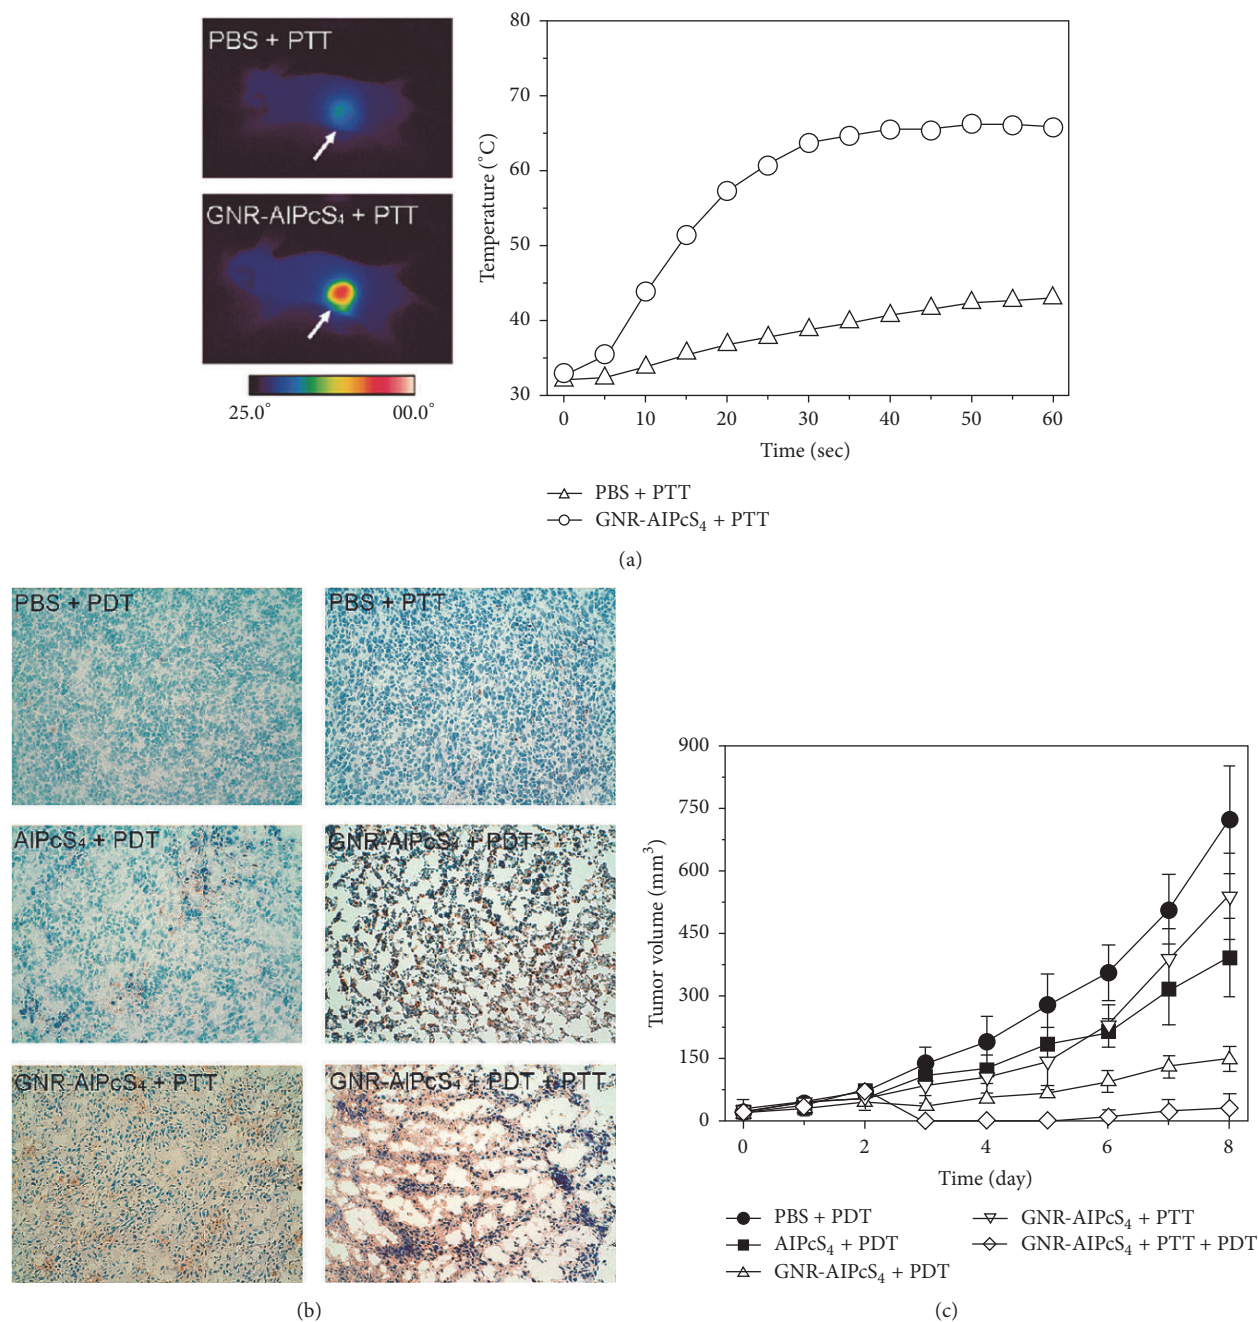 PBS + PTT
GNR-AlPcS₄ + PTT
25.0° 00.0°
80
70
60
50
40
30
Temperature (°C)
0 10 20 30 40 50 60
Time (sec)
PBS + PTT
GNR-AlPcS₄ + PTT
(a)
PBS + PDT
PBS + PTT
AlPcS₄ + PDT
GNR-AlPcS₄ + PDT
GNR-AlPcS₄ + PTT
GNR-AlPcS₄ + PDT + PTT
(b)
900
750
600
450
300
150
0
Tumor volume (mm³)
0 2 4 6 8
Time (day)
PBS + PDT
AlPcS₄ + PDT
GNR-AlPcS₄ + PDT
GNR-AlPcS₄ + PTT
GNR-AlPcS₄ + PTT + PDT
(c)